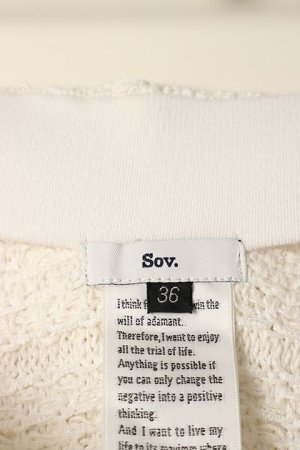 Sov.
36
I think in the
will of adamant.
Therefore, I want to enjoy
all the trial of life.
Anything is possible if
you can only change the
negative into a positive
thinking.
And I want to live my
life to its maximum where